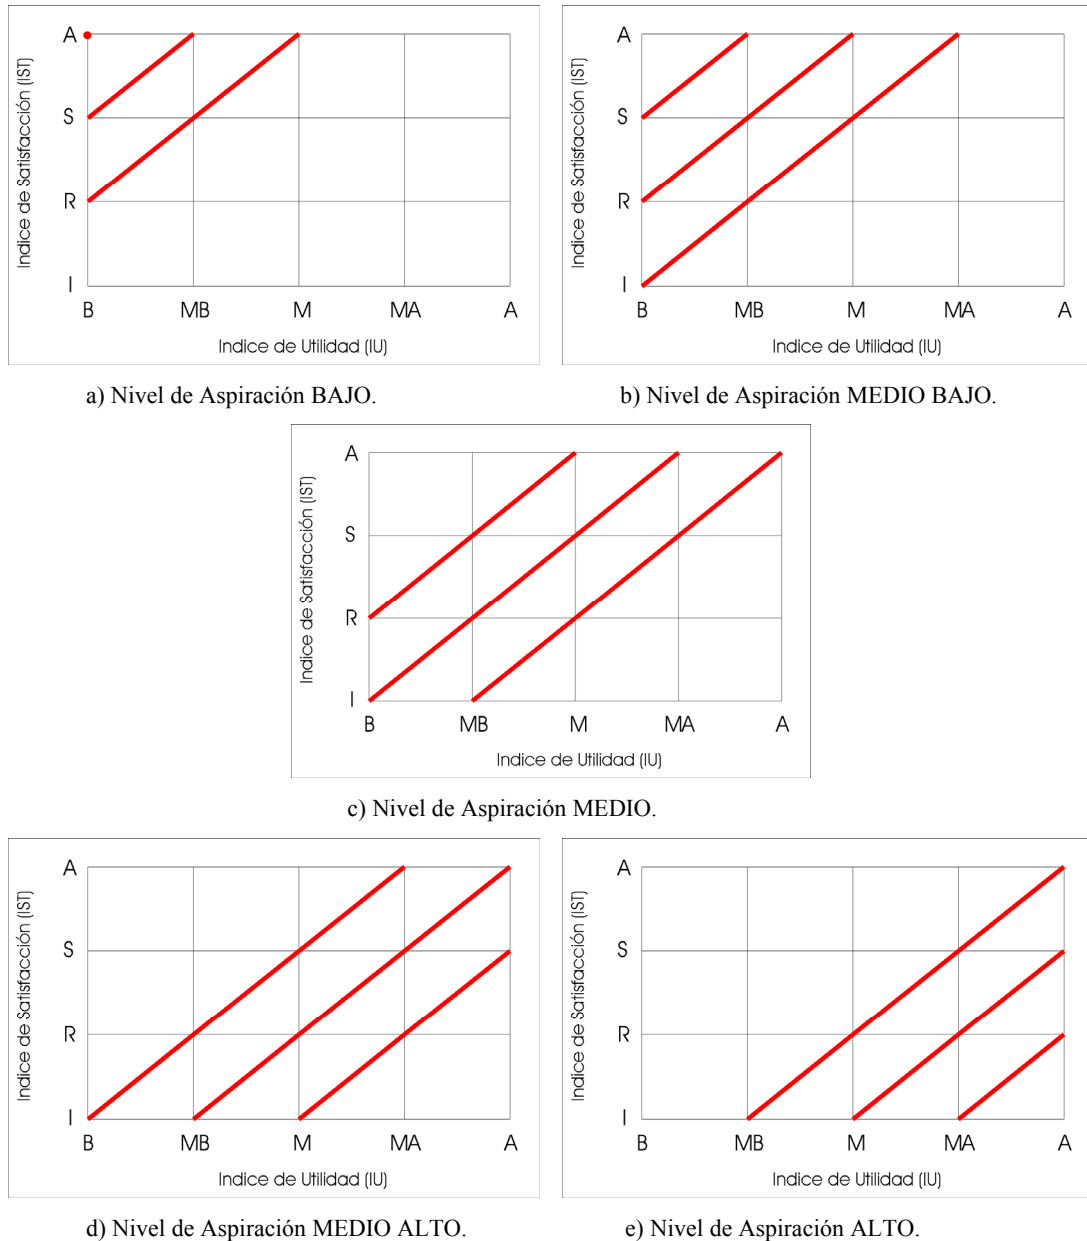 A
S
R
I
Indice de Satisfacción (IST)
B MB M MA A
Indice de Utilidad (IU)
a) Nivel de Aspiración BAJO.
A
S
R
I
Indice de Satisfacción (IST)
B MB M MA A
Indice de Utilidad (IU)
b) Nivel de Aspiración MEDIO BAJO.
A
S
R
I
Indice de Satisfacción (IST)
B MB M MA A
Indice de Utilidad (IU)
c) Nivel de Aspiración MEDIO.
A
S
R
I
Indice de Satisfacción (IST)
B MB M MA A
Indice de Utilidad (IU)
d) Nivel de Aspiración MEDIO ALTO.
A
S
R
I
Indice de Satisfacción (IST)
B MB M MA A
Indice de Utilidad (IU)
e) Nivel de Aspiración ALTO.